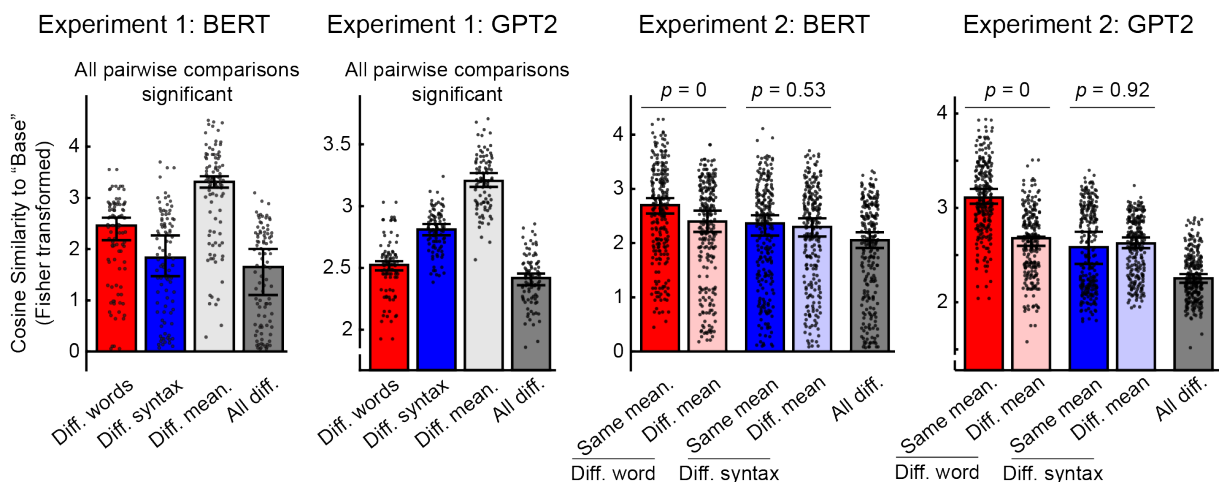 Experiment 1: BERT
Experiment 1: GPT2
Experiment 2: BERT
Experiment 2: GPT2
All pairwise comparisons
significant
All pairwise comparisons
significant
p = 0
p = 0.53
p = 0
p = 0.92
Cosine Similarity to “Base”
(Fisher transformed)
4
3
2
1
0
3.5
3
2.5
2
4
3
2
1
0
4
3
2
Diff. words
Diff. syntax
Diff. mean.
All diff.
Diff. words
Diff. syntax
Diff. mean.
All diff.
Same mean.
Diff. mean
Same mean
Diff. mean.
All diff.
Diff. word
Diff. syntax
Same mean.
Diff. mean
Same mean
Diff. mean.
All diff.
Diff. word
Diff. syntax